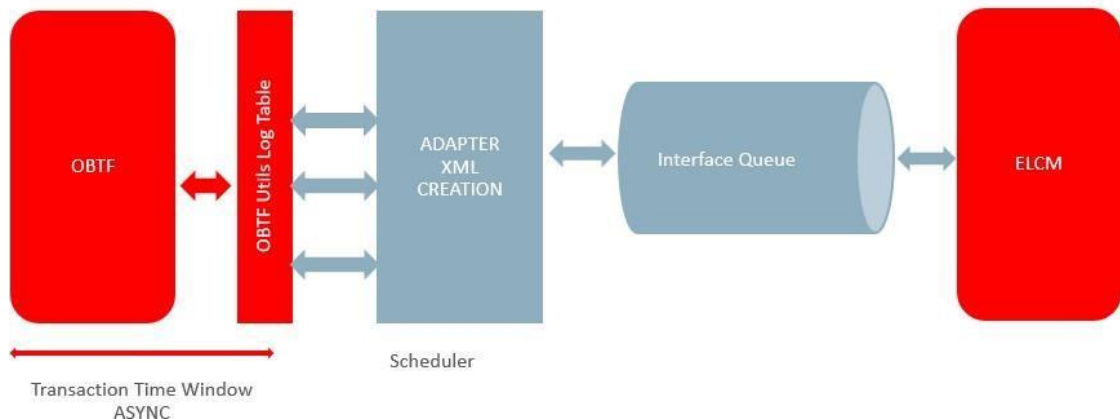 OBTF
OBTF Utils Log Table
ADAPTER
XML
CREATION
Interface Queue
ELCM
Scheduler
Transaction Time Window
ASYNC